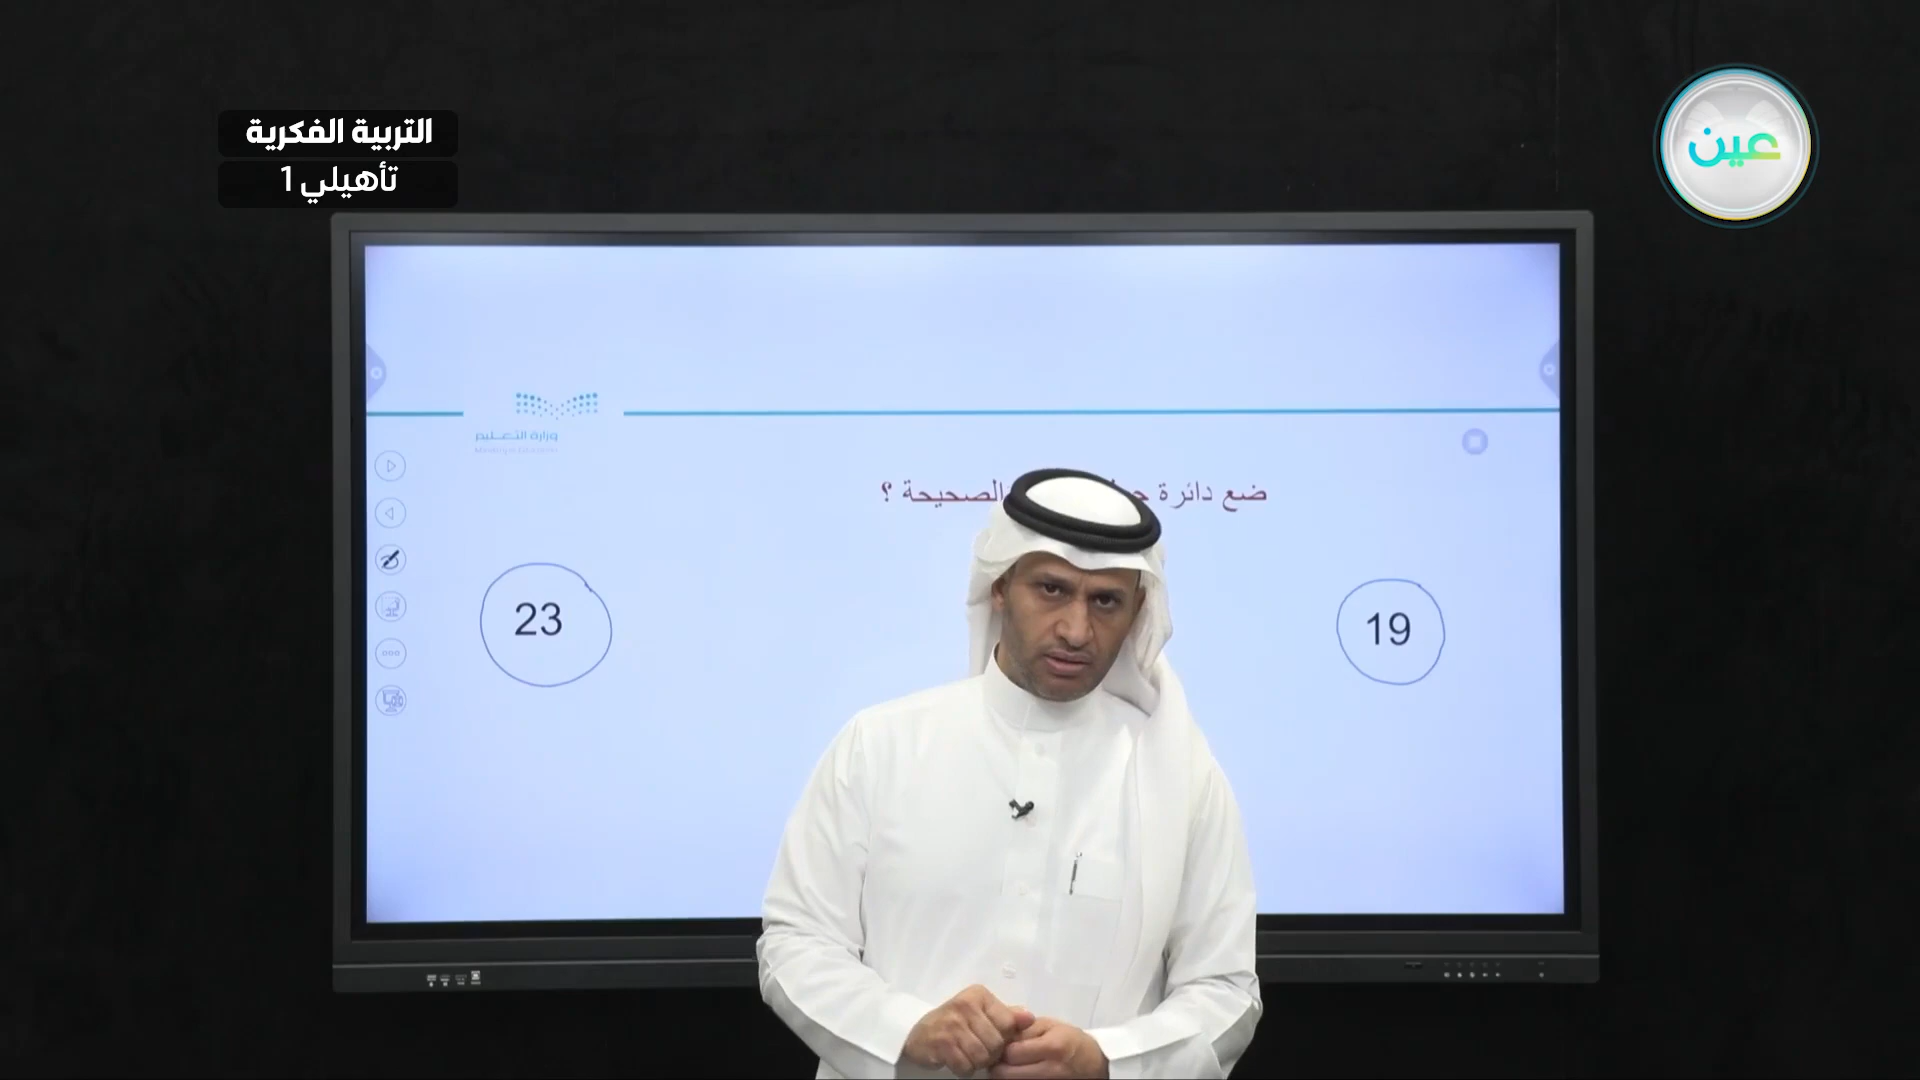 التربية الفكرية
تأهيلي 1
عين
وزارة التعليم
ضع دائرة الصحيحة ؟
23
19